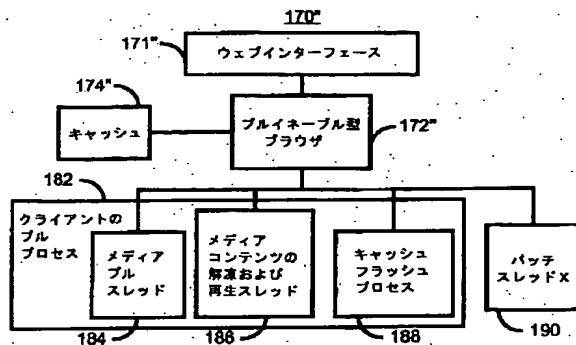 170"
171"
ウェブインターフェース
174"
キャッシュ
プルイネーブル型
ブラウザ
172"
182
クライアントの
プル
プロセス
メディア
プル
スレッド
184
メディア
コンテンツの
解凍および
再生スレッド
186
キャッシュ
フラッシュ
プロセス
188
パッチ
スレッドX
190